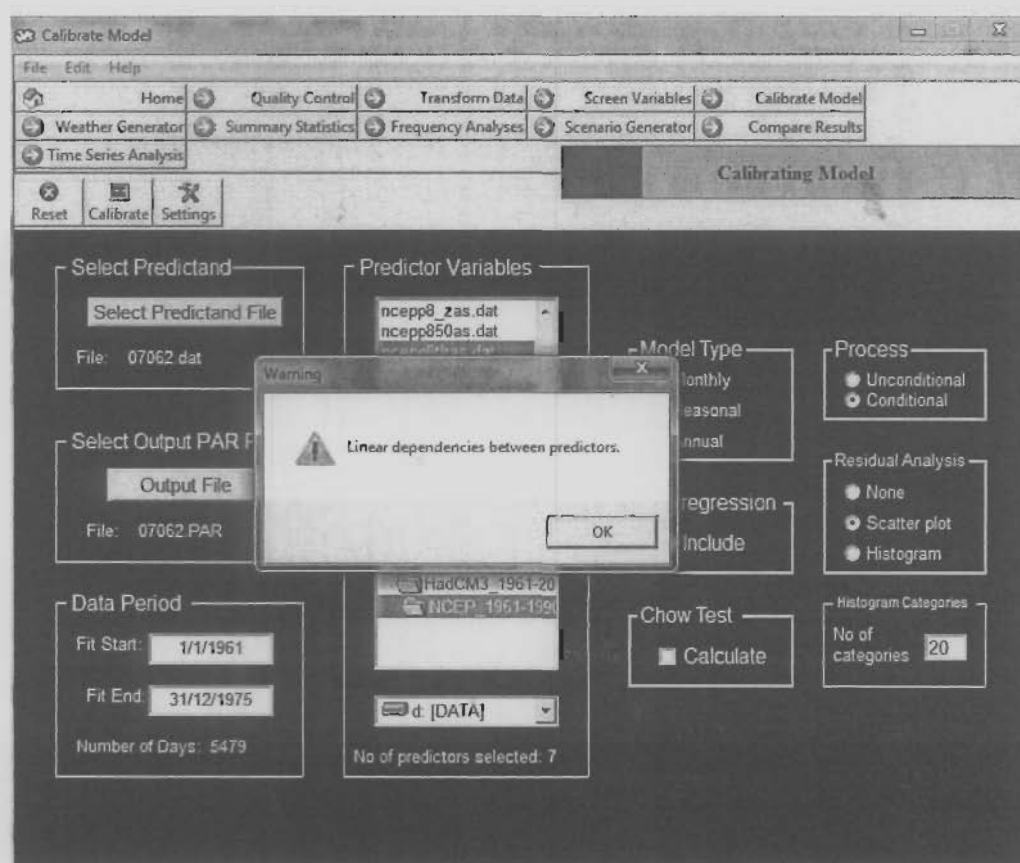 Calibrate Model
File Edit Help
Home Quality Control Transform Data Screen Variables Calibrate Model
Weather Generator Summary Statistics Frequency Analyses Scenario Generator Compare Results
Time Series Analysis
Calibrating Model
Reset Calibrate Settings
Select Predictand
Select Predictand File
File: 07062.dat
Select Output PAR F
Output File
File: 07062.PAR
Data Period
Fit Start: 1/1/1961
Fit End: 31/12/1975
Number of Days: 5479
Predictor Variables
ncepp8_zas.dat
ncepp850as.dat
HadCM3_1961-20
NCEP_1961-1990
d: [DATA]
No of predictors selected: 7
Warning
Linear dependencies between predictors.
OK
Model Type
onthly
easonal
nnual
regression
Include
Chow Test
Calculate
Process
Unconditional
Conditional
Residual Analysis
None
Scatter plot
Histogram
Histogram Categories
No of
categories 20